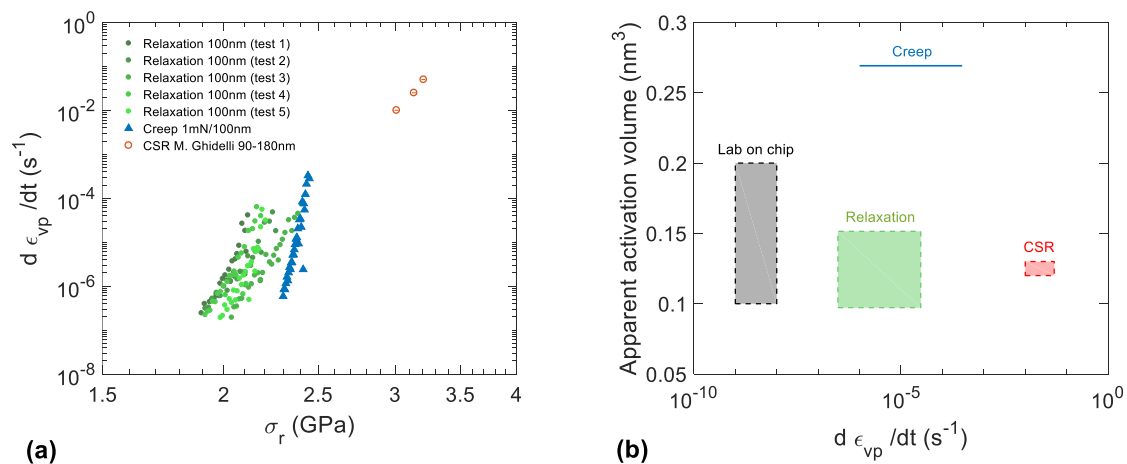 10^0
10^-2
10^-4
10^-6
10^-8
d ϵ_vp /dt (s^-1)
Relaxation 100nm (test 1)
Relaxation 100nm (test 2)
Relaxation 100nm (test 3)
Relaxation 100nm (test 4)
Relaxation 100nm (test 5)
Creep 1mN/100nm
CSR M. Ghidelli 90-180nm
1.5 2 2.5 3 3.5 4
σ_r (GPa)
(a)
0.3
0.25
0.2
0.15
0.1
0.05
Apparent activation volume (nm^3)
Creep
Lab on chip
Relaxation
CSR
10^-10 10^-5 10^0
d ϵ_vp /dt (s^-1)
(b)